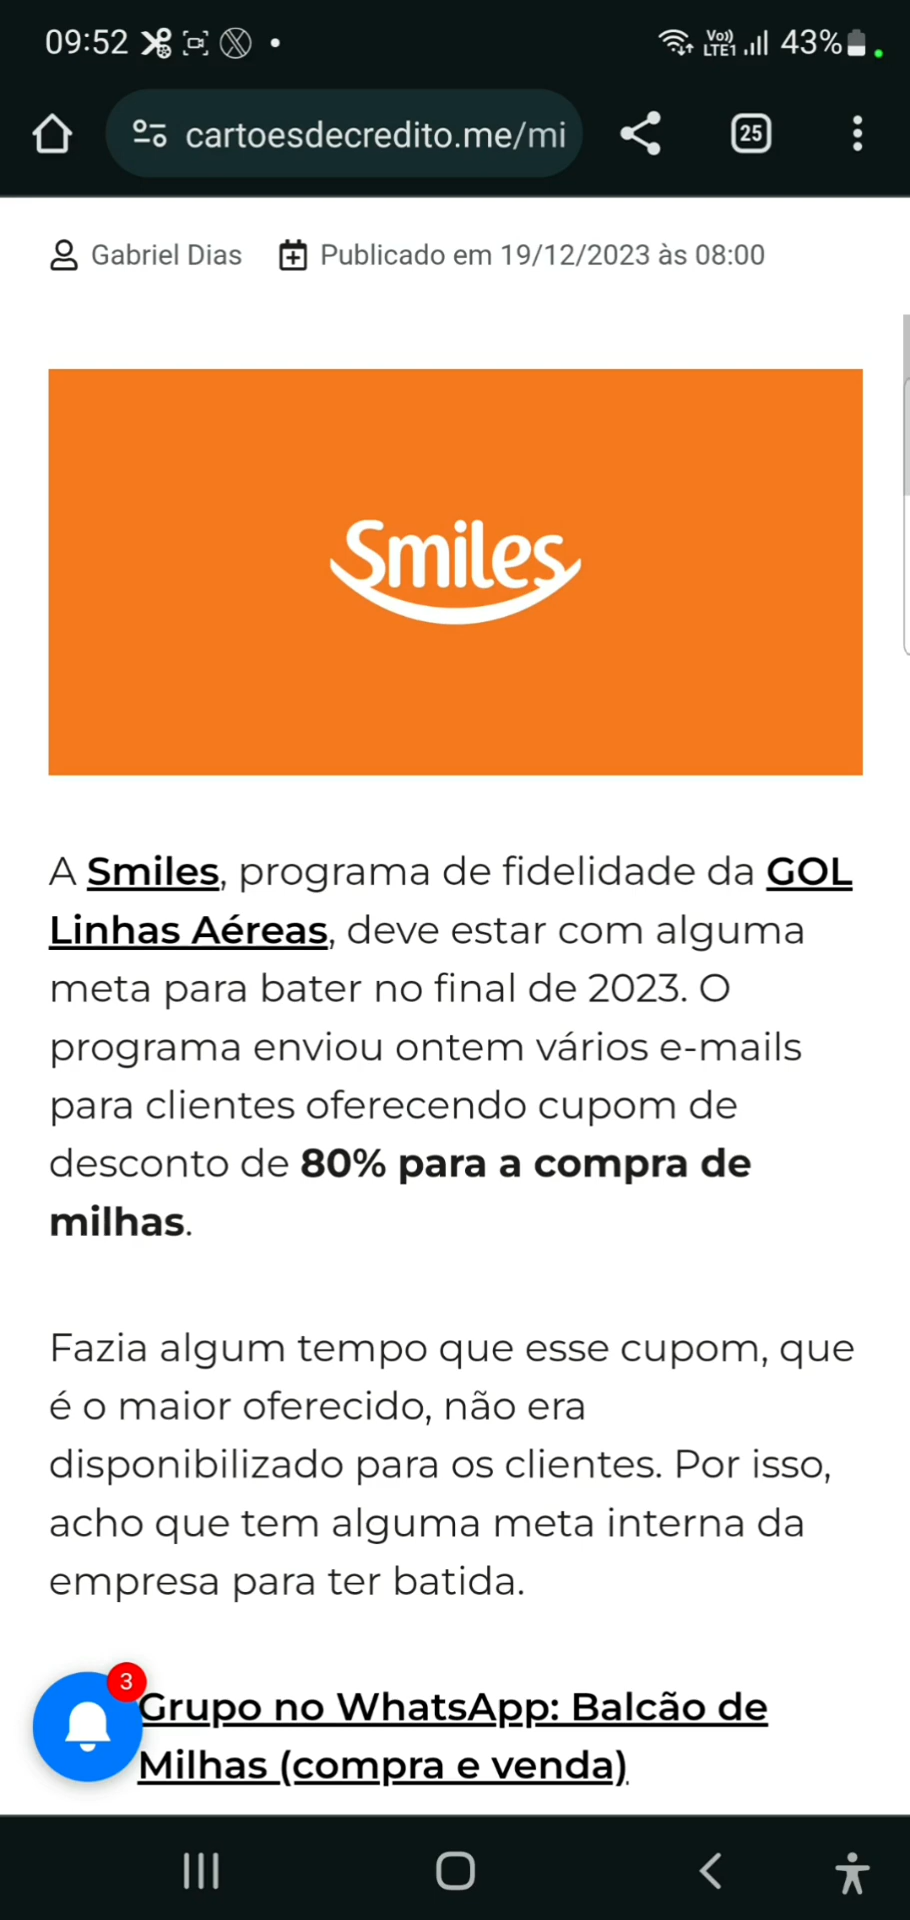 09:52
Vo))
LTE1
43%
cartoesdecredito.me/mi
25
Gabriel Dias
Publicado em 19/12/2023 às 08:00
Smiles
A Smiles, programa de fidelidade da GOL
Linhas Aéreas, deve estar com alguma
meta para bater no final de 2023. O
programa enviou ontem vários e-mails
para clientes oferecendo cupom de
desconto de 80% para a compra de
milhas.
Fazia algum tempo que esse cupom, que
é o maior oferecido, não era
disponibilizado para os clientes. Por isso,
acho que tem alguma meta interna da
empresa para ter batida.
3
Grupo no WhatsApp: Balcão de
Milhas (compra e venda)